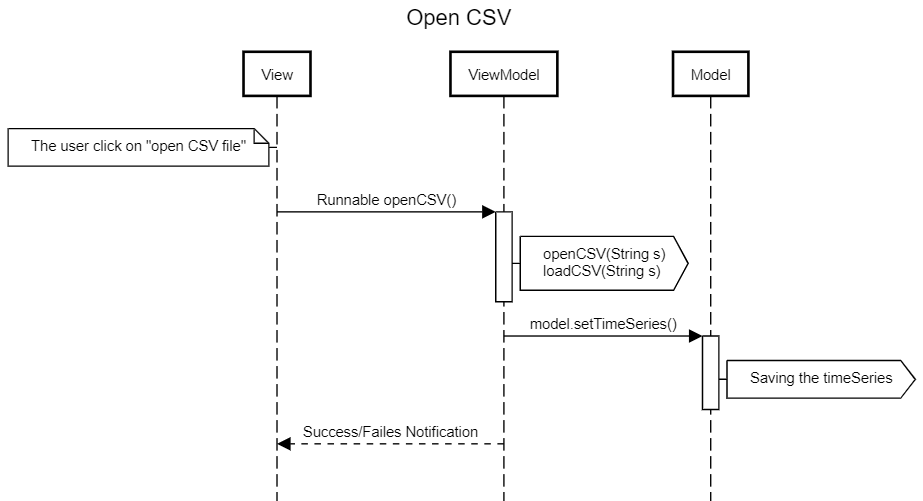 Open CSV
View
ViewModel
Model
The user click on "open CSV file"
Runnable openCSV()
openCSV(String s)
loadCSV(String s)
model.setTimeSeries()
Saving the timeSeries
Success/Failes Notification